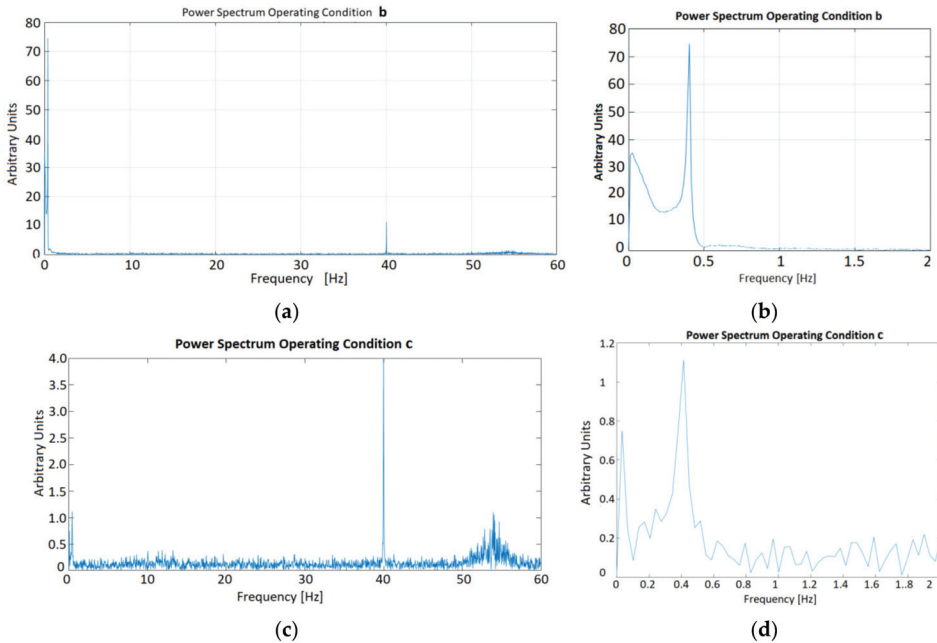 Power Spectrum Operating Condition b
80
70
60
50
40
30
20
10
0
Arbitrary Units
0 10 20 30 40 50 60
Frequency [Hz]
(a)
Power Spectrum Operating Condition b
80
70
60
50
40
30
20
10
0
Arbitrary Units
0 0.5 1 1.5 2
Frequency [Hz]
(b)
Power Spectrum Operating Condition c
4.0
3.5
3.0
2.5
2.0
1.5
1.0
0.5
0
Arbitrary Units
0 10 20 30 40 50 60
Frequency [Hz]
(c)
Power Spectrum Operating Condition c
1.2
1
0.8
0.6
0.4
0.2
0
Arbitrary Units
0 0.2 0.4 0.6 0.8 1 1.2 1.4 1.6 1.8 2
Frequency [Hz]
(d)